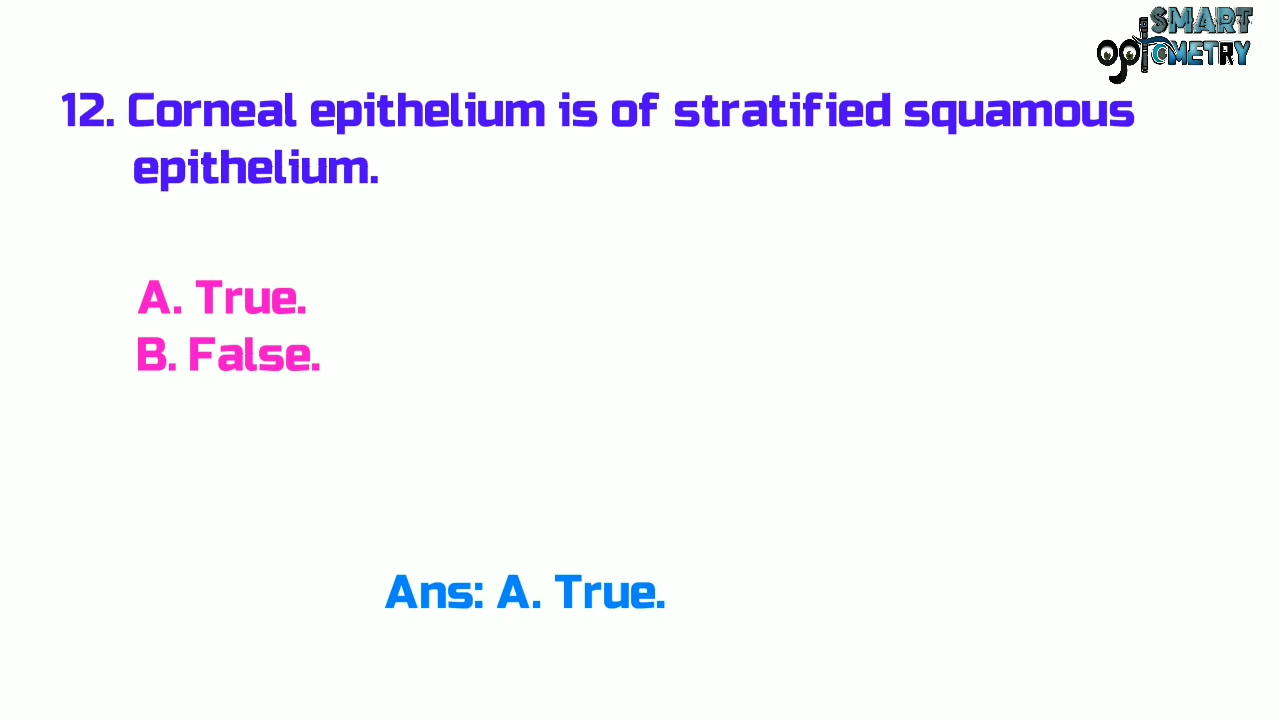 SMART
optOMETRY
12. Corneal epithelium is of stratified squamous
epithelium.
A. True.
B. False.
Ans: A. True.